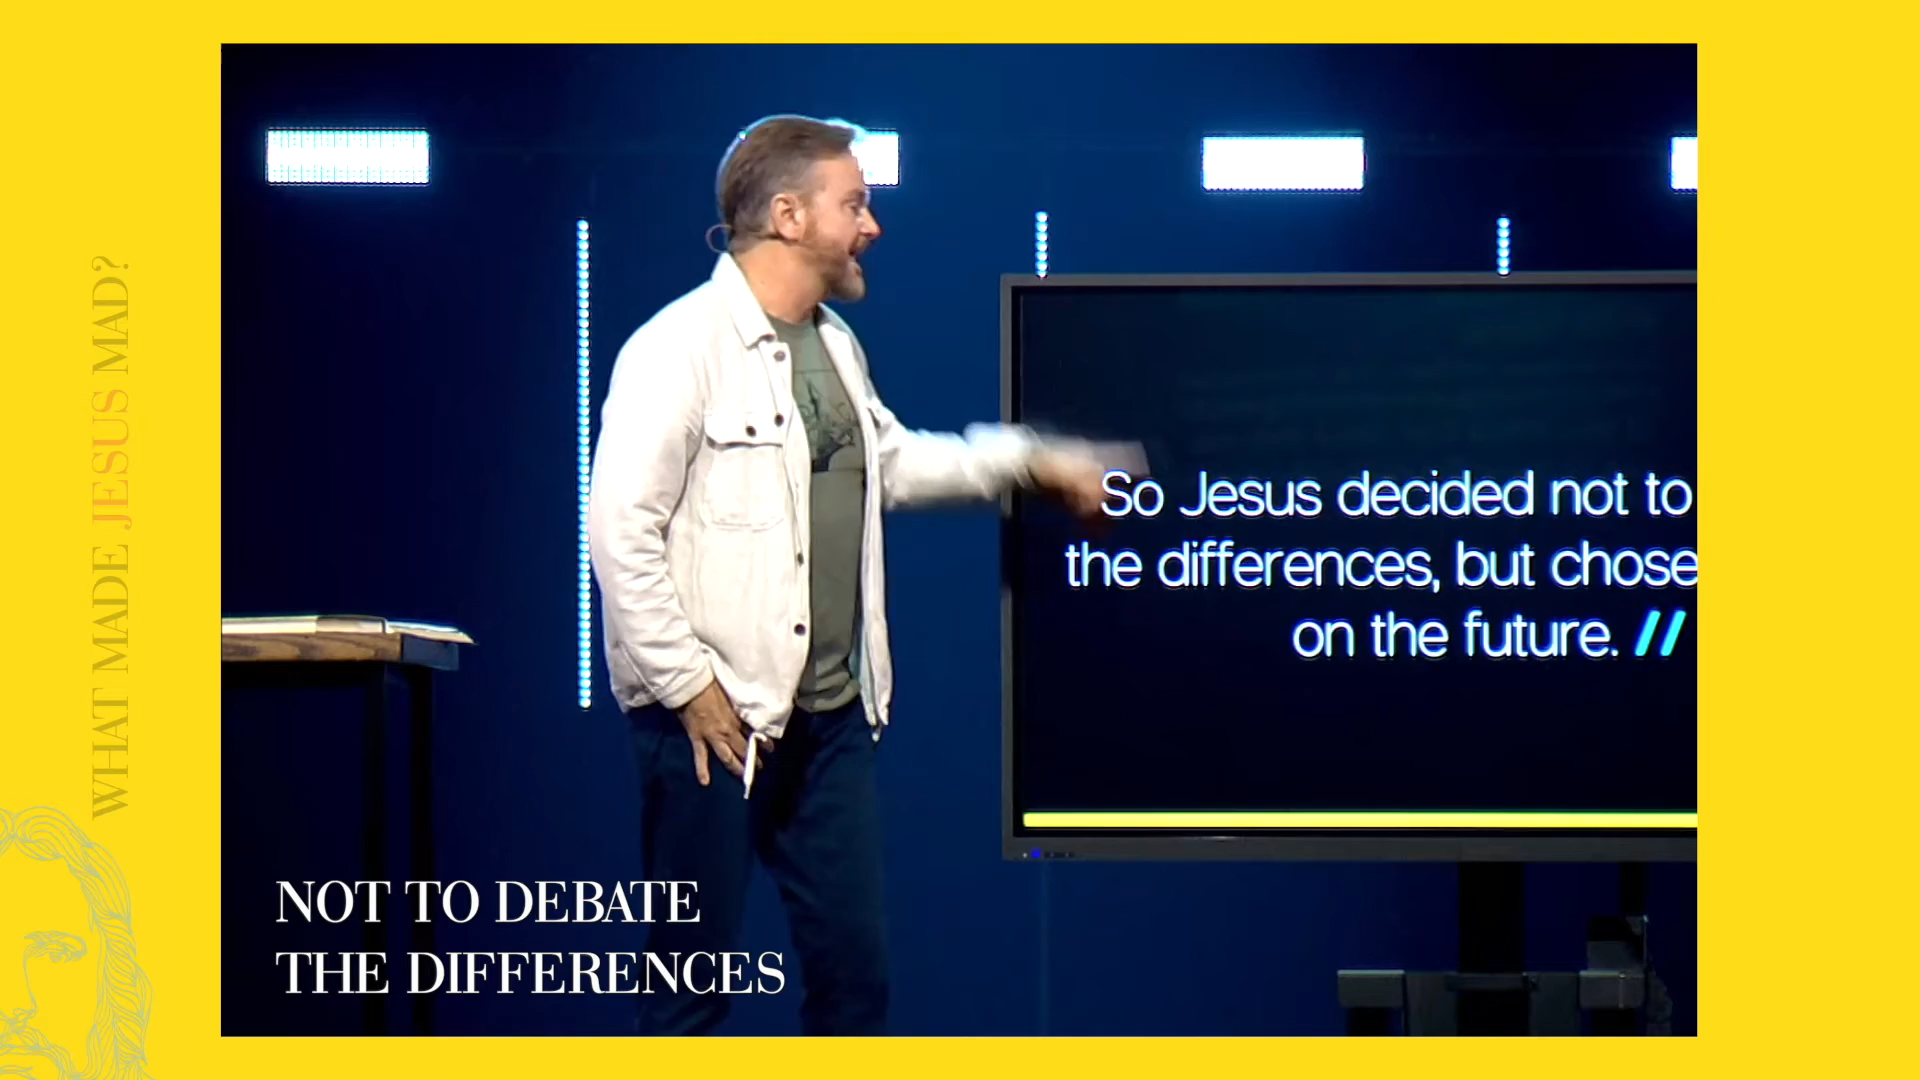 WHAT MADE JESUS MAD?
So Jesus decided not to
the differences, but chose
on the future. //
NOT TO DEBATE
THE DIFFERENCES